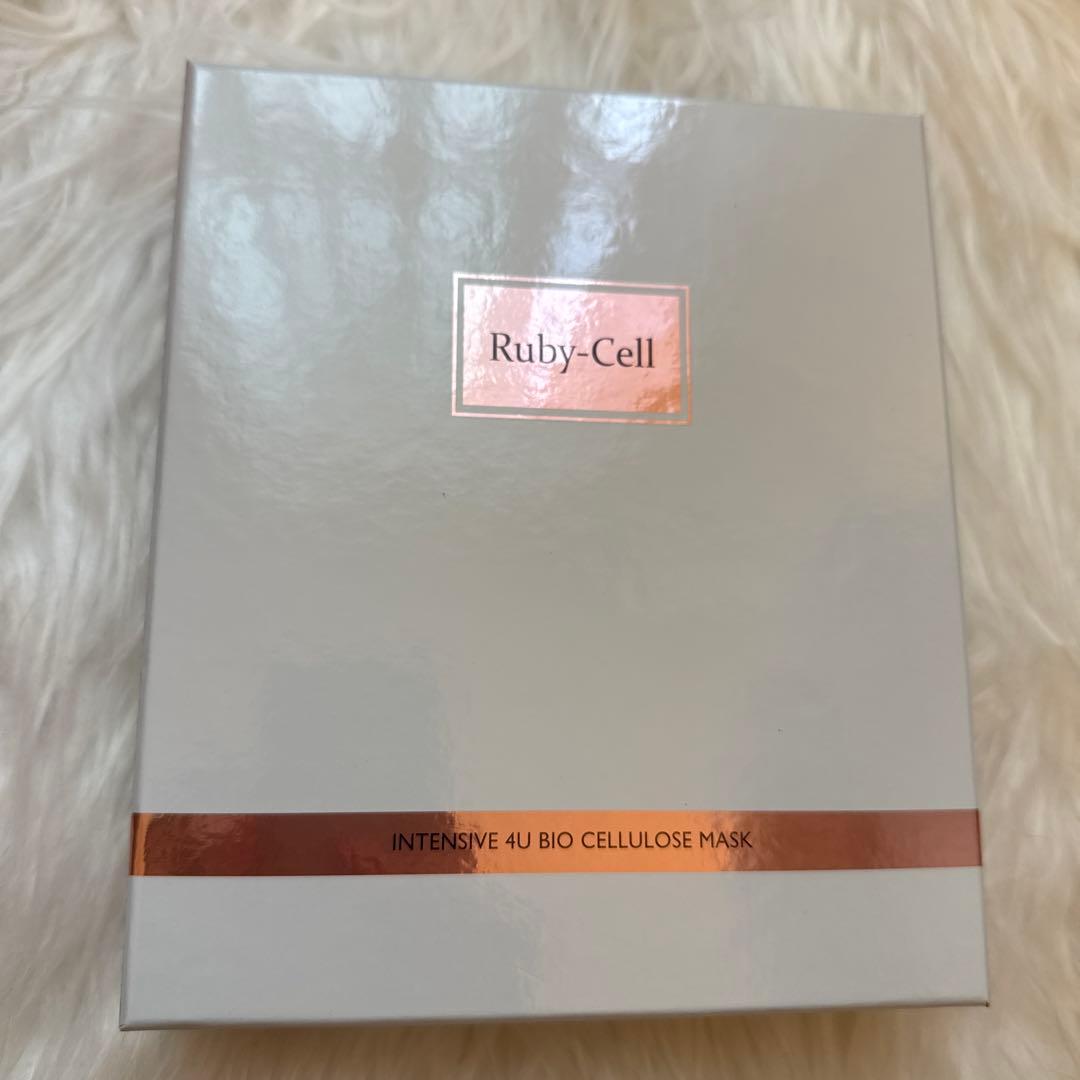 Ruby-Cell
INTENSIVE 4U BIO CELLULOSE MASK